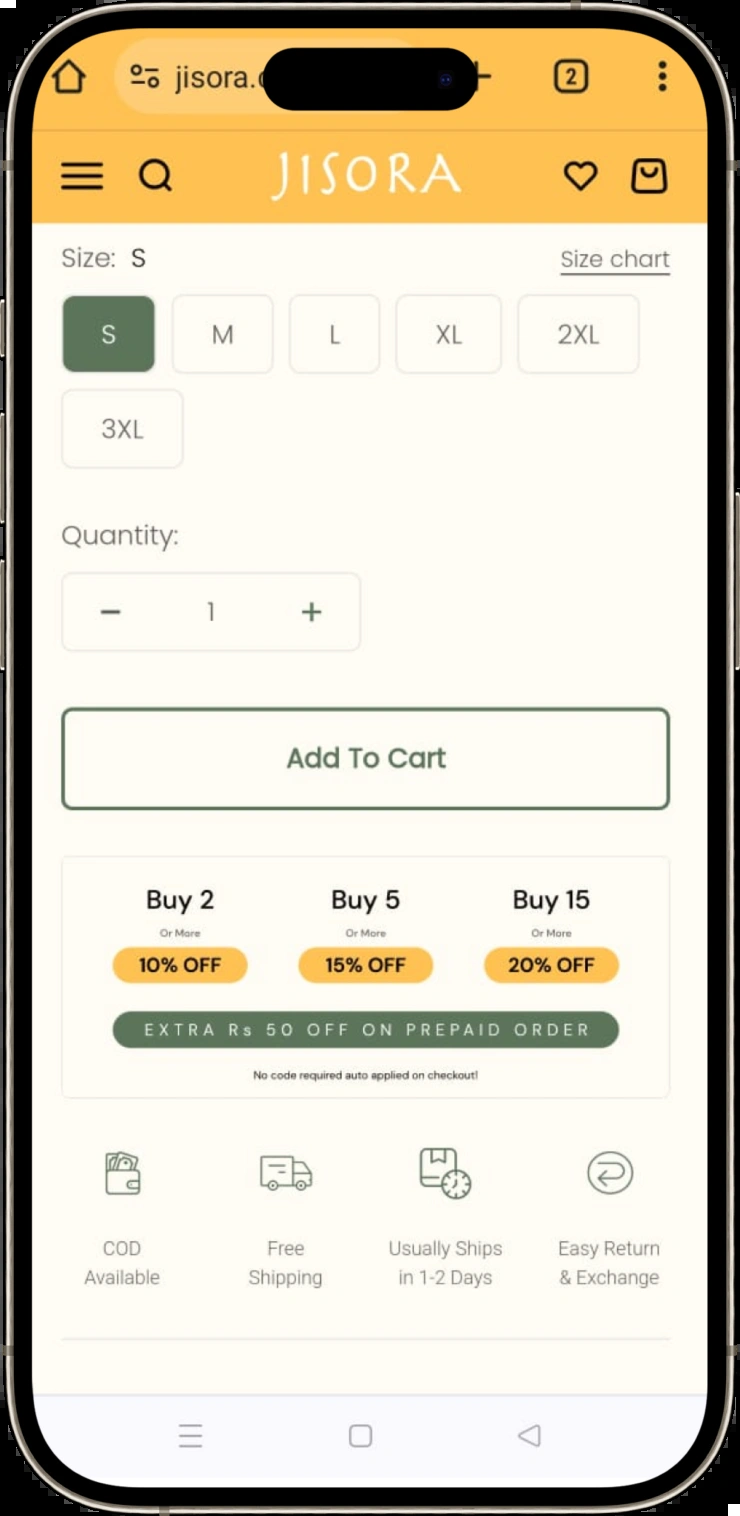 2
jisora.
JISORA
Size: S
Size chart
S M L XL 2XL
3XL
Quantity:
− 1 +
Add To Cart
Buy 2 Buy 5 Buy 15
Or More Or More Or More
10% OFF 15% OFF 20% OFF
EXTRA Rs 50 OFF ON PREPAID ORDER
No code required auto applied on checkout!
COD Free Usually Ships Easy Return
Available Shipping in 1-2 Days & Exchange